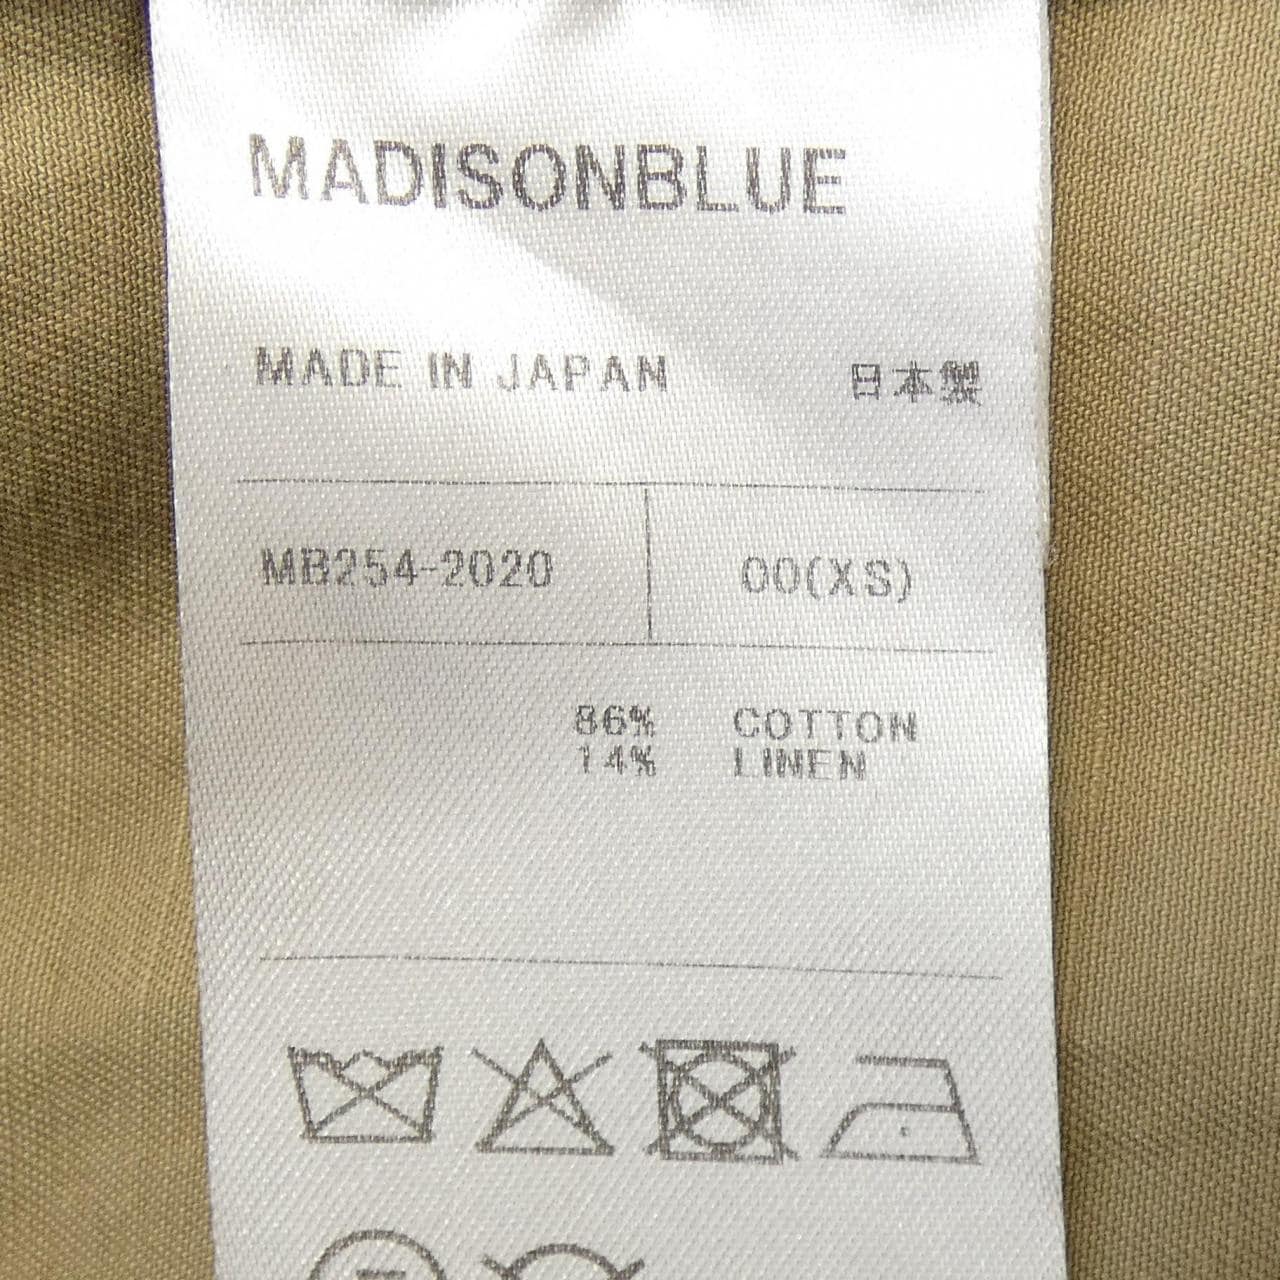 MADISONBLUE
MADE IN JAPAN 日本製
MB254-2020 00(XS)
86% COTTON
14% LINEN